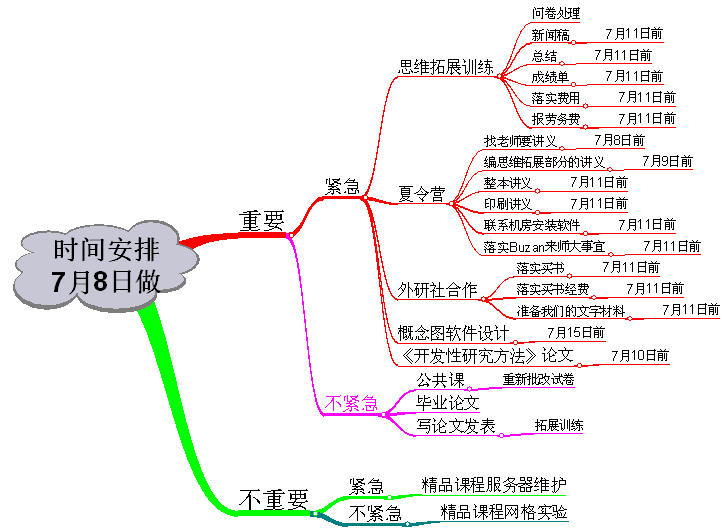 时间安排
7月8日做
重要
紧急
思维拓展训练
问卷处理
新闻稿 7月11日前
总结 7月11日前
成绩单 7月11日前
落实费用 7月11日前
报劳务费 7月11日前
夏令营
找老师要讲义 7月8日前
编思维拓展部分的讲义 7月9日前
整本讲义 7月11日前
印刷讲义 7月11日前
联系机房安装软件 7月11日前
落实Buzan来师大事宜 7月11日前
外研社合作
落实买书 7月11日前
落实买书经费 7月11日前
准备我们的文字材料 7月11日前
概念图软件设计 7月15日前
《开发性研究方法》论文 7月10日前
不紧急
公共课 重新批改试卷
毕业论文
写论文发表 拓展训练
不重要
紧急 精品课程服务器维护
不紧急 精品课程网格实验